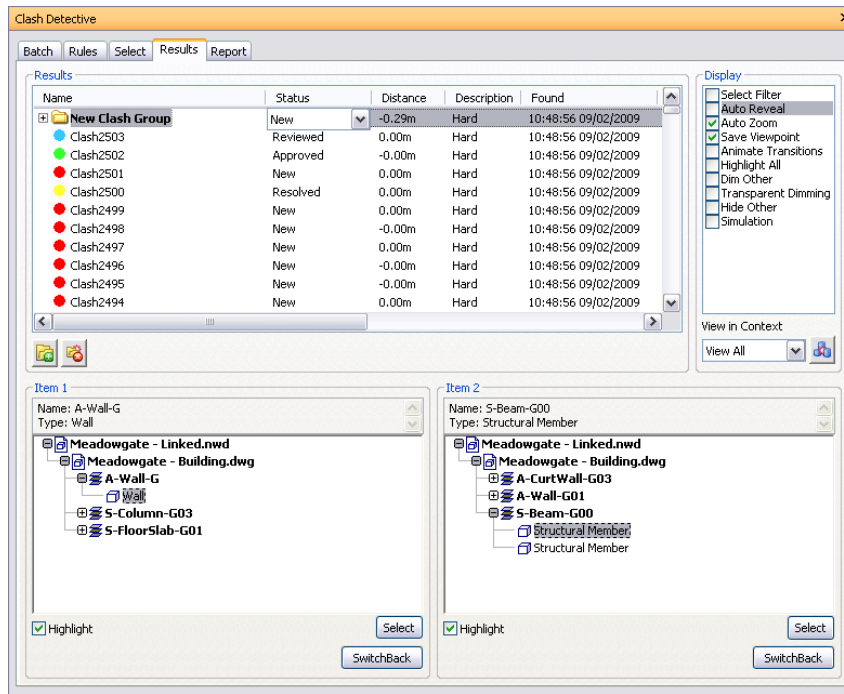 Clash Detective
Batch Rules Select Results Report
Results
Name Status Distance Description Found
New Clash Group New -0.29m Hard 10:48:56 09/02/2009
Clash2503 Reviewed 0.00m Hard 10:48:56 09/02/2009
Clash2502 Approved -0.00m Hard 10:48:56 09/02/2009
Clash2501 New 0.00m Hard 10:48:56 09/02/2009
Clash2500 Resolved 0.00m Hard 10:48:56 09/02/2009
Clash2499 New -0.00m Hard 10:48:56 09/02/2009
Clash2498 New -0.00m Hard 10:48:56 09/02/2009
Clash2497 New 0.00m Hard 10:48:56 09/02/2009
Clash2496 New -0.00m Hard 10:48:56 09/02/2009
Clash2495 New -0.00m Hard 10:48:56 09/02/2009
Clash2494 New 0.00m Hard 10:48:56 09/02/2009
Display
Select Filter
Auto Reveal
Auto Zoom
Save Viewpoint
Animate Transitions
Highlight All
Dim Other
Transparent Dimming
Hide Other
Simulation
View in Context
View All
Item 1
Name: A-Wall-G
Type: Wall
Meadowgate - Linked.nwd
Meadowgate - Building.dwg
A-Wall-G
Wall
S-Column-G03
S-FloorSlab-G01
Highlight
Select
SwitchBack
Item 2
Name: S-Beam-G00
Type: Structural Member
Meadowgate - Linked.nwd
Meadowgate - Building.dwg
A-CurtWall-G03
A-Wall-G01
S-Beam-G00
Structural Member
Structural Member
Highlight
Select
SwitchBack